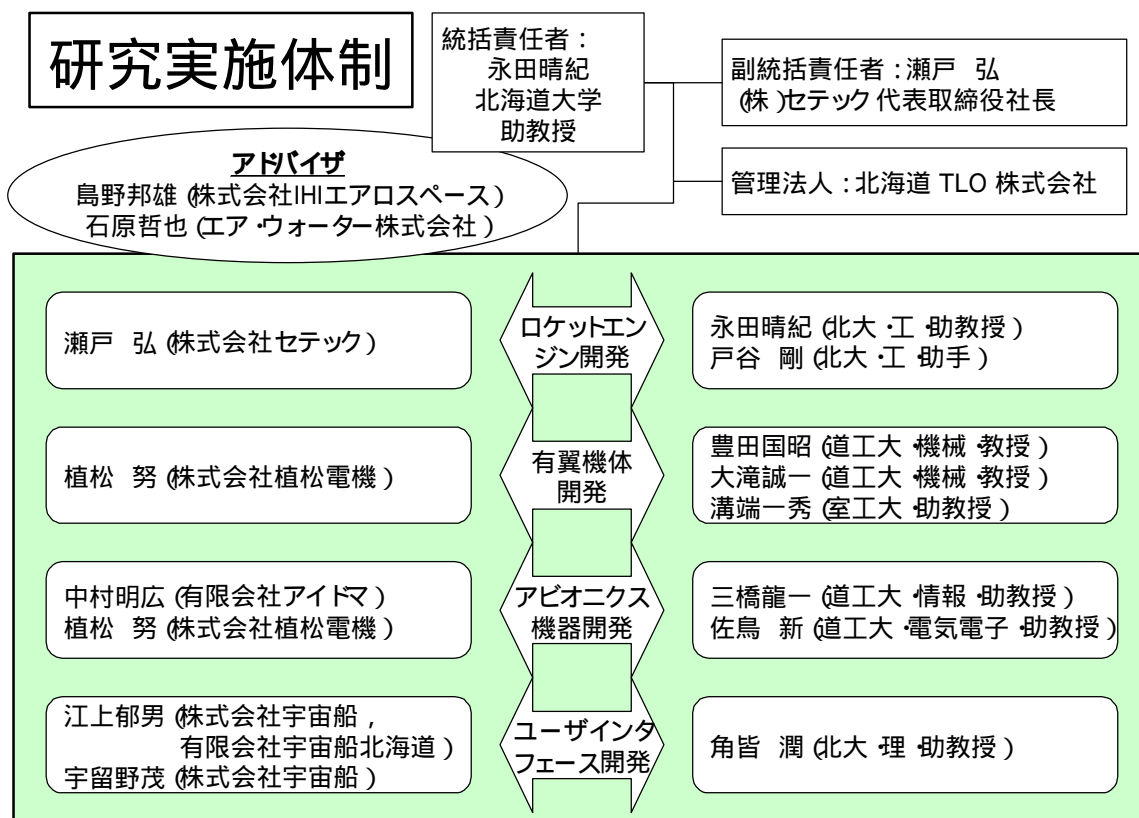 研究実施体制
統括責任者：
永田晴紀
北海道大学
助教授
副統括責任者：瀬戸　弘
(株)セテック 代表取締役社長
管理法人：北海道 TLO 株式会社
アドバイザ
島野邦雄(株式会社IHIエアロスペース)
石原哲也(エア・ウォーター株式会社)
瀬戸　弘(株式会社セテック)
ロケットエン
ジン開発
永田晴紀(北大・工・助教授)
戸谷　剛(北大・工・助手)
植松　努(株式会社植松電機)
有翼機体
開発
豊田国昭(道工大・機械・教授)
大滝誠一(道工大・機械・教授)
溝端一秀(室工大・助教授)
中村明広(有限会社アイドマ)
植松　努(株式会社植松電機)
アビオニクス
機器開発
三橋龍一(道工大・情報・助教授)
佐鳥　新(道工大・電気電子・助教授)
江上郁男(株式会社宇宙船，
有限会社宇宙船北海道)
宇留野茂(株式会社宇宙船)
ユーザインタ
フェース開発
角皆　潤(北大・理・助教授)